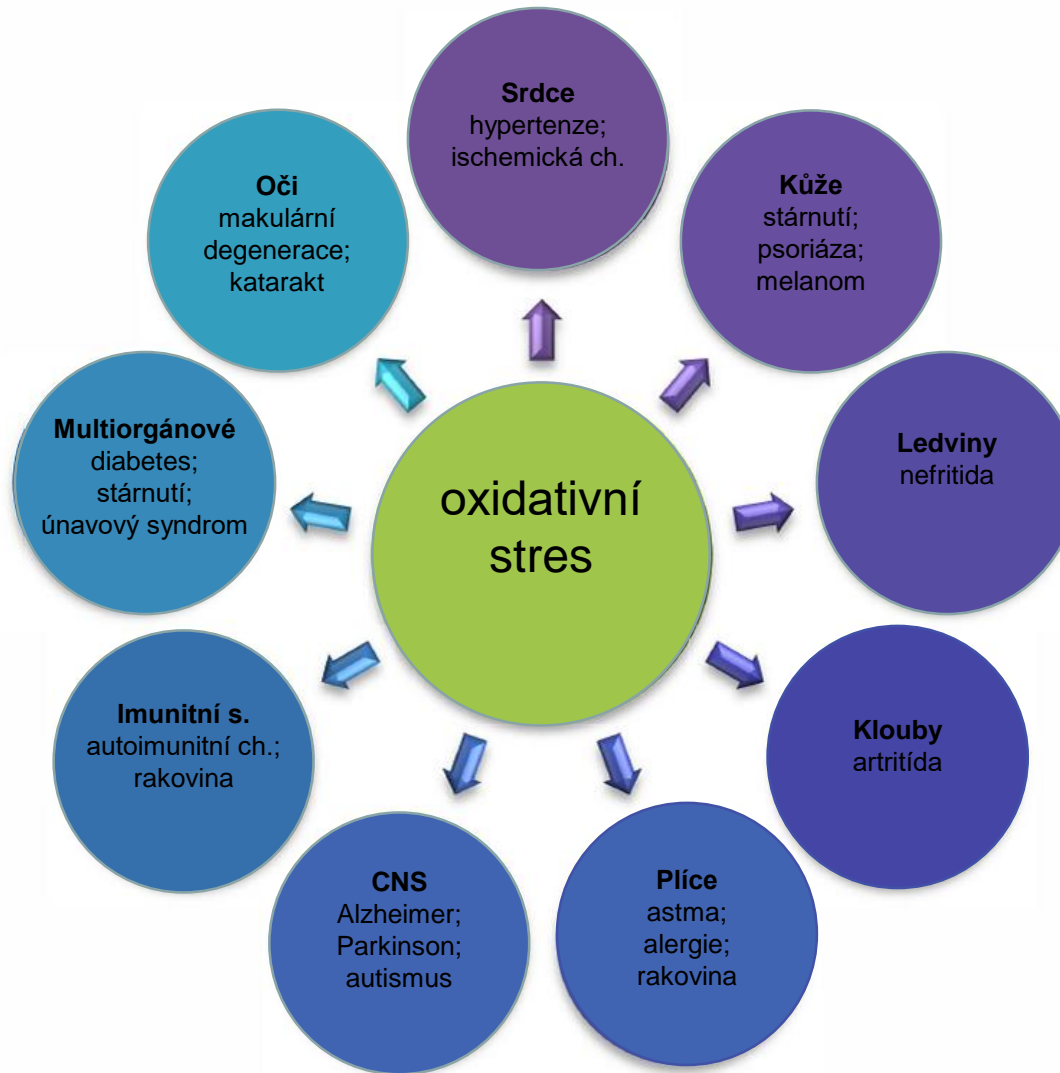 Srdce
hypertenze;
ischemická ch.
Kůže
stárnutí;
psoriáza;
melanom
Ledviny
nefritida
Klouby
artritída
Plíce
astma;
alergie;
rakovina
CNS
Alzheimer;
Parkinson;
autismus
Imunitní s.
autoimunitní ch.;
rakovina
Multiorgánové
diabetes;
stárnutí;
únavový syndrom
Oči
makulární
degenerace;
katarakt
oxidativní
stres